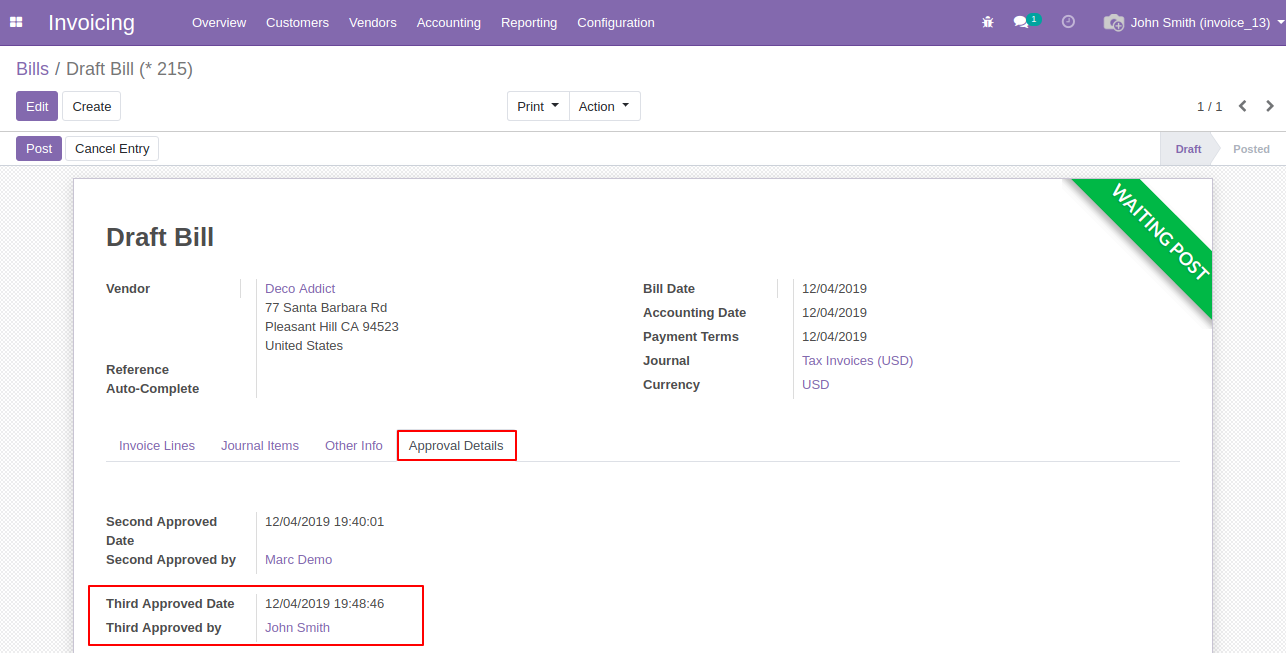 Invoicing Overview Customers Vendors Accounting Reporting Configuration 1 John Smith (invoice_13)
Bills / Draft Bill (* 215)
Edit Create Print Action 1 / 1
Post Cancel Entry Draft Posted
WAITING POST
Draft Bill
Vendor Deco Addict
77 Santa Barbara Rd
Pleasant Hill CA 94523
United States
Reference
Auto-Complete
Bill Date 12/04/2019
Accounting Date 12/04/2019
Payment Terms 12/04/2019
Journal Tax Invoices (USD)
Currency USD
Invoice Lines Journal Items Other Info Approval Details
Second Approved Date 12/04/2019 19:40:01
Second Approved by Marc Demo
Third Approved Date 12/04/2019 19:48:46
Third Approved by John Smith